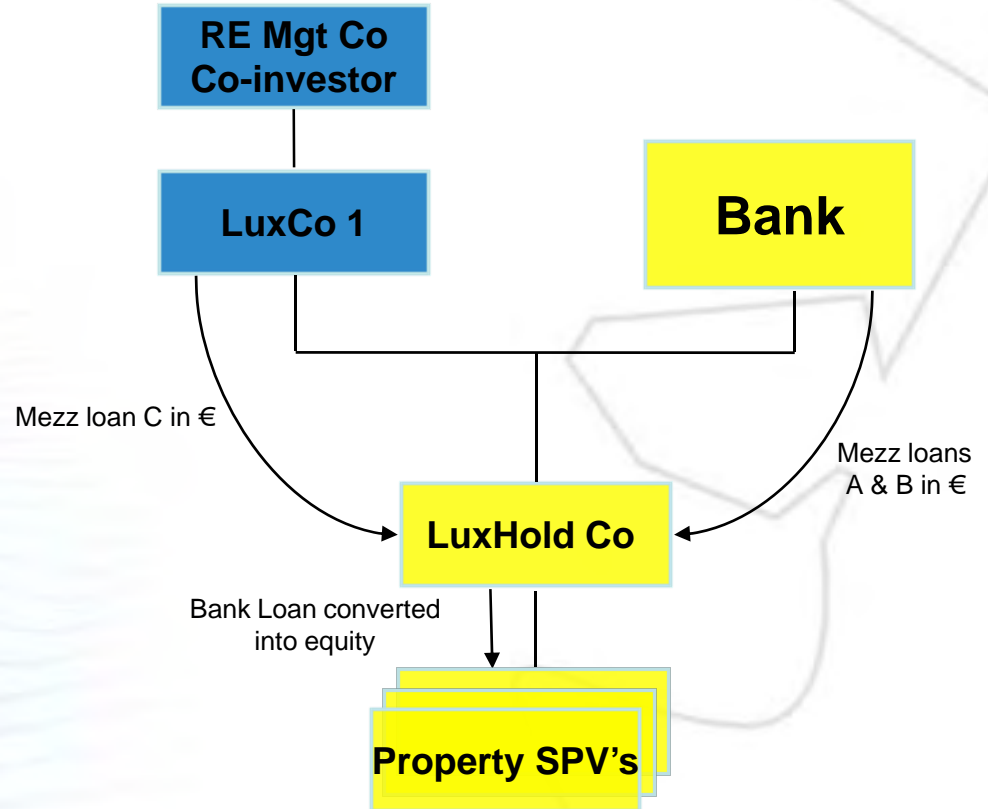 RE Mgt Co
Co-investor
LuxCo 1
Bank
Mezz loan C in €
Mezz loans
A & B in €
LuxHold Co
Bank Loan converted
into equity
Property SPV's